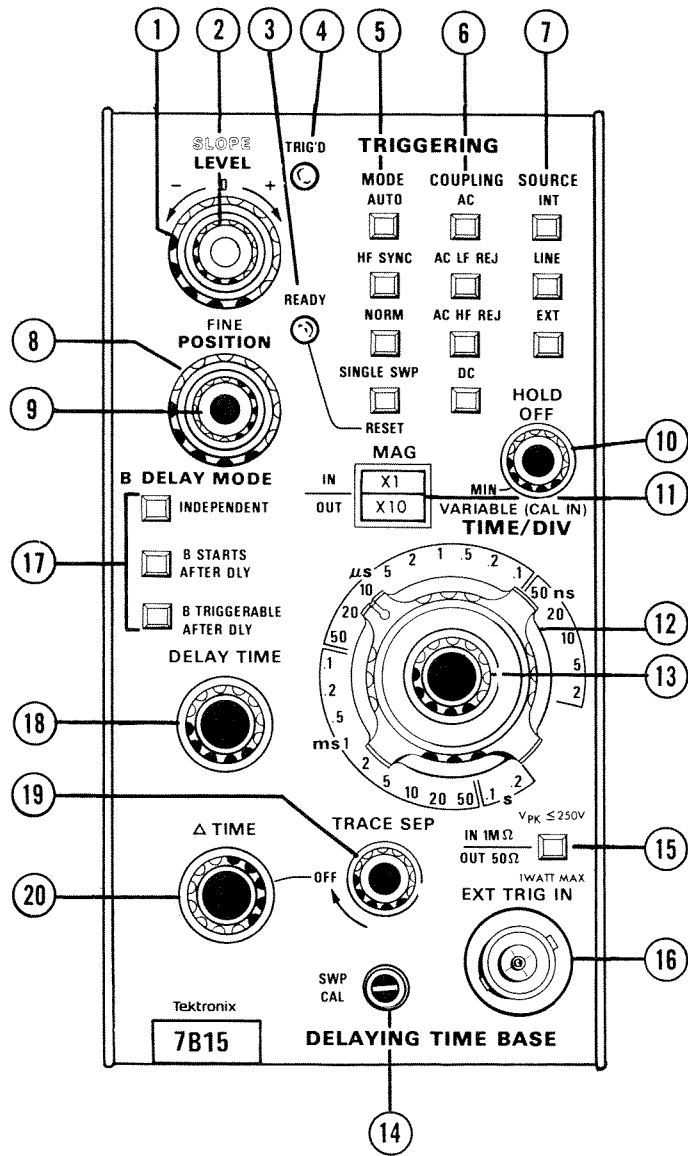 1 2 3 4 5 6 7
SLOPE
LEVEL
− 0 +
TRIG'D
TRIGGERING
MODE COUPLING SOURCE
AUTO AC INT
HF SYNC AC LF REJ LINE
READY
NORM AC HF REJ EXT
SINGLE SWP DC
RESET
8
FINE
POSITION
9
HOLD
OFF
10
MIN
MAG
IN X1
OUT X10
11
VARIABLE (CAL IN)
TIME/DIV
B DELAY MODE
INDEPENDENT
17
B STARTS
AFTER DLY
B TRIGGERABLE
AFTER DLY
µs
50 20 10 5 2 1 .5 .2 .1
50 ns
20
10
5
2
12
13
.1
.2
.5
ms 1
2
5
10
20
50
.1 s
.2
DELAY TIME
18
19
TRACE SEP
Δ TIME
OFF
20
VPK ≤ 250V
IN 1MΩ
OUT 50Ω
15
1WATT MAX
EXT TRIG IN
16
SWP
CAL
Tektronix
7B15
DELAYING TIME BASE
14